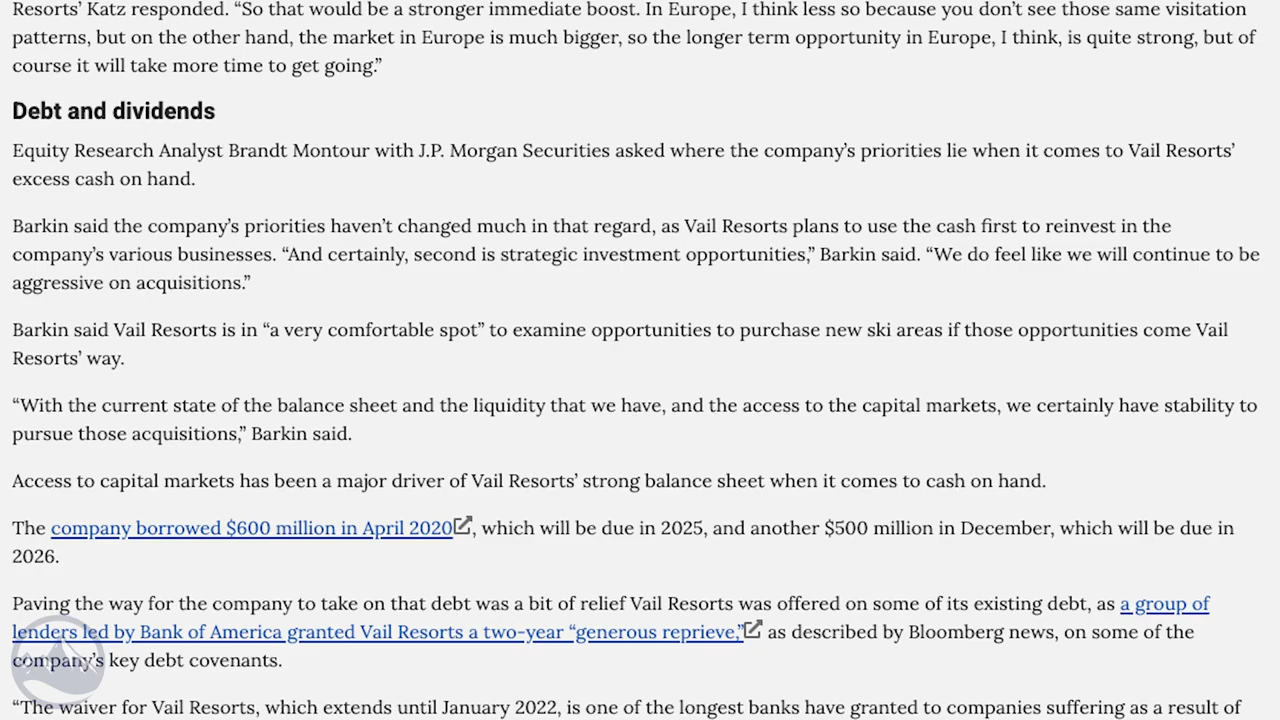 Resorts’ Katz responded. “So that would be a stronger immediate boost. In Europe, I think less so because you don’t see those same visitation
patterns, but on the other hand, the market in Europe is much bigger, so the longer term opportunity in Europe, I think, is quite strong, but of
course it will take more time to get going.”
Debt and dividends
Equity Research Analyst Brandt Montour with J.P. Morgan Securities asked where the company’s priorities lie when it comes to Vail Resorts’
excess cash on hand.
Barkin said the company’s priorities haven’t changed much in that regard, as Vail Resorts plans to use the cash first to reinvest in the
company’s various businesses. “And certainly, second is strategic investment opportunities,” Barkin said. “We do feel like we will continue to be
aggressive on acquisitions.”
Barkin said Vail Resorts is in “a very comfortable spot” to examine opportunities to purchase new ski areas if those opportunities come Vail
Resorts’ way.
“With the current state of the balance sheet and the liquidity that we have, and the access to the capital markets, we certainly have stability to
pursue those acquisitions,” Barkin said.
Access to capital markets has been a major driver of Vail Resorts’ strong balance sheet when it comes to cash on hand.
The company borrowed $600 million in April 2020, which will be due in 2025, and another $500 million in December, which will be due in
2026.
Paving the way for the company to take on that debt was a bit of relief Vail Resorts was offered on some of its existing debt, as a group of
lenders led by Bank of America granted Vail Resorts a two-year “generous reprieve,” as described by Bloomberg news, on some of the
company’s key debt covenants.
“The waiver for Vail Resorts, which extends until January 2022, is one of the longest banks have granted to companies suffering as a result of